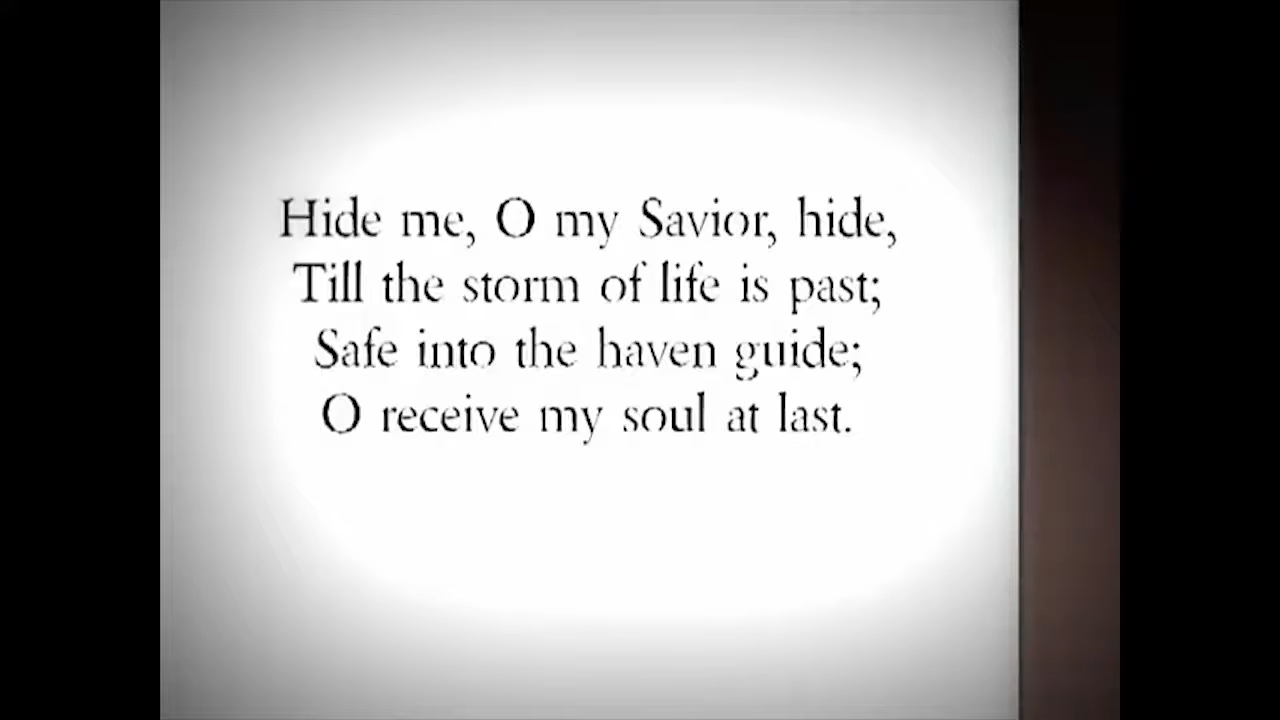 Hide me, O my Savior, hide,
Till the storm of life is past;
Safe into the haven guide;
O receive my soul at last.